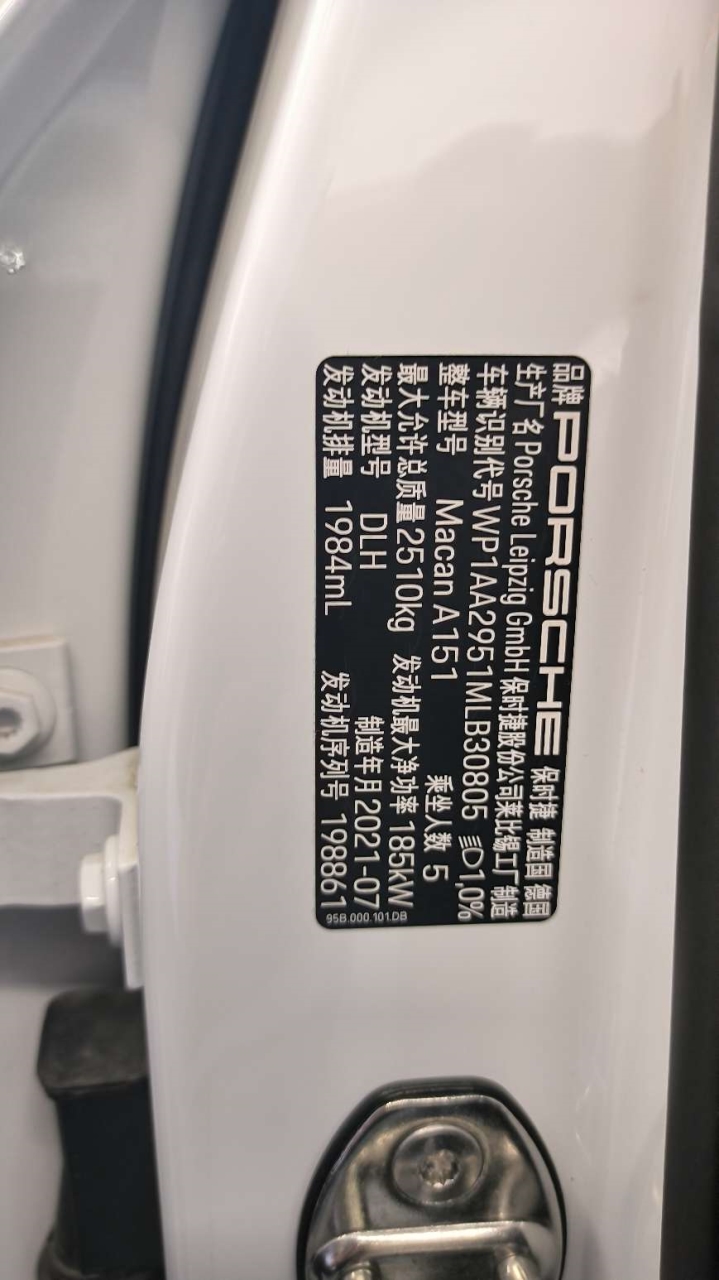 品牌 PORSCHE 保时捷 制造国 德国
生产厂名 Porsche Leipzig GmbH 保时捷股份公司莱比锡工厂制造
车辆识别代号 WP1AA2951MLB30805 1,0%
整车型号 Macan A151 乘坐人数 5
最大允许总质量 2510kg 发动机最大净功率 185kW
发动机型号 DLH 制造年月 2021-07
发动机排量 1984mL 发动机序列号 198861
95B.000.101.DB